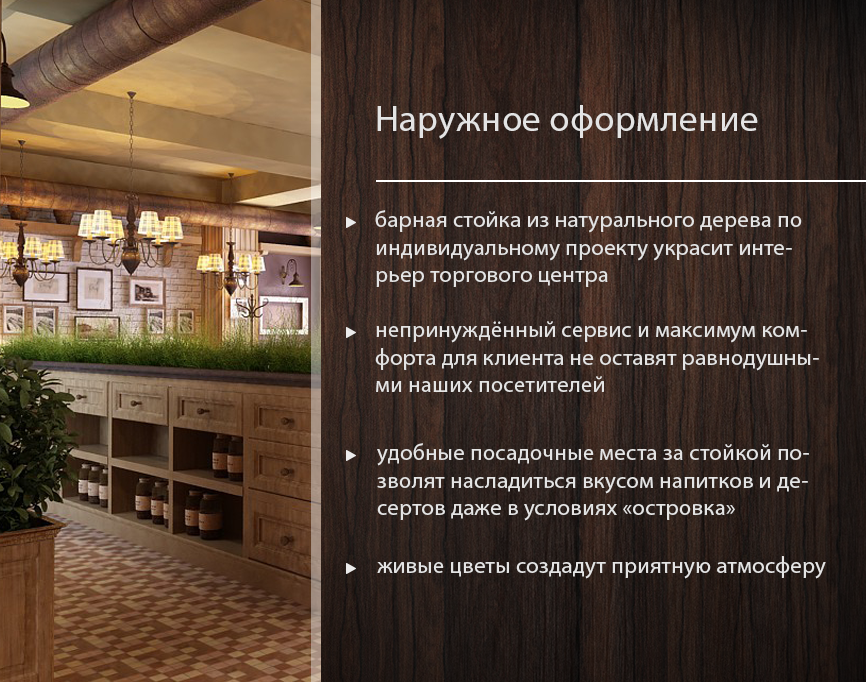 Наружное оформление
барная стойка из натурального дерева по
индивидуальному проекту украсит инте-
рьер торгового центра
непринуждённый сервис и максимум ком-
форта для клиента не оставят равнодушны-
ми наших посетителей
удобные посадочные места за стойкой по-
зволят насладиться вкусом напитков и де-
сертов даже в условиях «островка»
живые цветы создадут приятную атмосферу